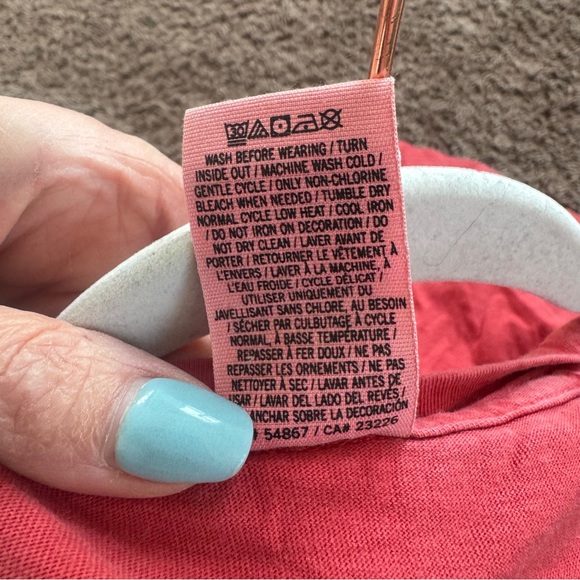 30
WASH BEFORE WEARING / TURN
INSIDE OUT / MACHINE WASH COLD /
GENTLE CYCLE / ONLY NON-CHLORINE
BLEACH WHEN NEEDED / TUMBLE DRY
NORMAL CYCLE LOW HEAT / COOL IRON
/ DO NOT IRON ON DECORATION / DO
NOT DRY CLEAN / LAVER AVANT DE
PORTER / RETOURNER LE VÊTEMENT À
L'ENVERS / LAVER À LA MACHINE, À
L'EAU FROIDE / CYCLE DÉLICAT /
UTILISER UNIQUEMENT DU
JAVELLISANT SANS CHLORE, AU BESOIN
/ SÉCHER PAR CULBUTAGE À CYCLE
NORMAL, À BASSE TEMPÉRATURE /
REPASSER À FER DOUX / NE PAS
REPASSER LES ORNEMENTS / NE PAS
NETTOYER À SEC / LAVAR ANTES DE
USAR / LAVAR DEL LADO DEL REVÉS /
ANCHAR SOBRE LA DECORACIÓN
54867 / CA# 23226